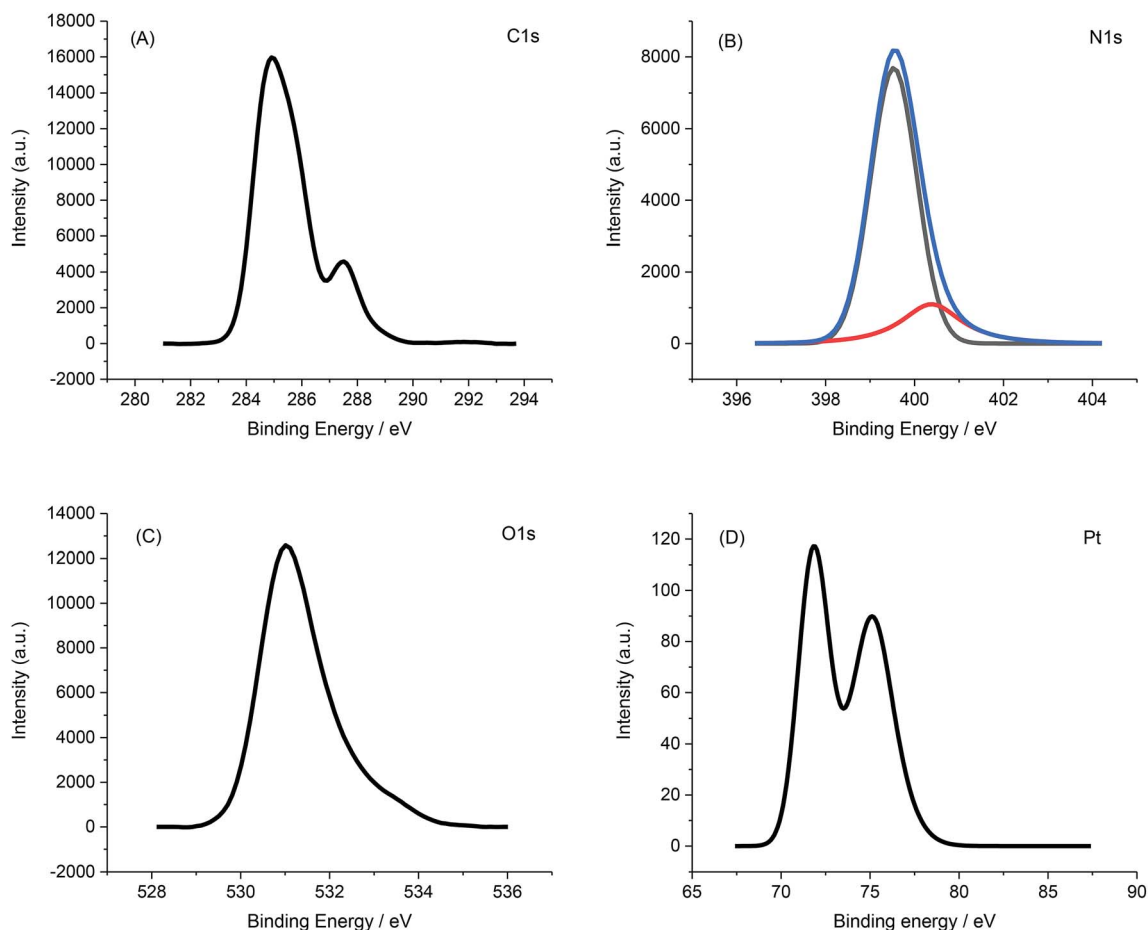 (A)
C1s
18000
16000
14000
12000
10000
8000
6000
4000
2000
0
-2000
280 282 284 286 288 290 292 294
Intensity (a.u.)
Binding Energy / eV
(B)
N1s
8000
6000
4000
2000
0
396 398 400 402 404
Intensity (a.u.)
Binding Energy / eV
(C)
O1s
14000
12000
10000
8000
6000
4000
2000
0
-2000
528 530 532 534 536
Intensity (a.u.)
Binding Energy / eV
(D)
Pt
120
100
80
60
40
20
0
65 70 75 80 85 90
Intensity (a.u.)
Binding energy / eV